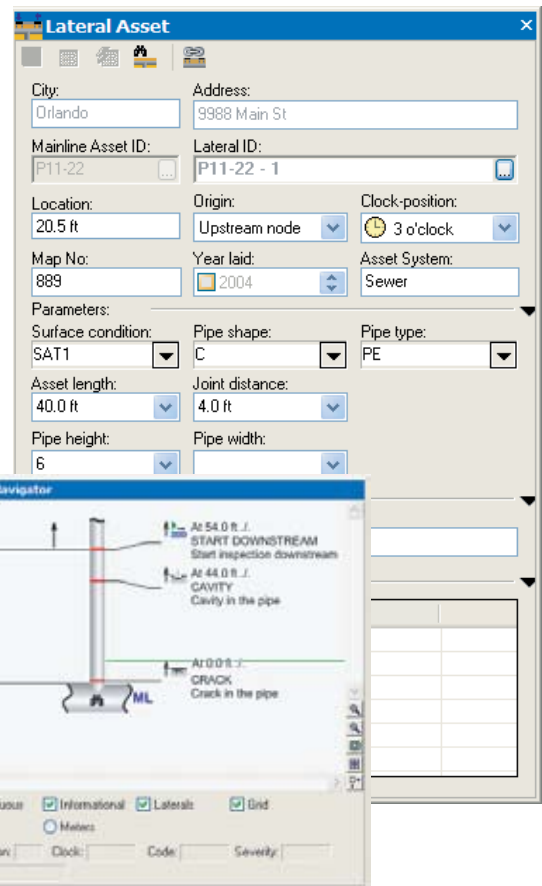 Lateral Asset
City:
Address:
Orlando
9988 Main St
Mainline Asset ID:
Lateral ID:
P11-22
...
P11-22 - 1
...
Location:
Origin:
Clock-position:
20.5 ft
Upstream node
3 o'clock
Map No:
Year laid:
Asset System:
889
2004
Sewer
Parameters:
Surface condition:
Pipe shape:
Pipe type:
SAT1
C
PE
Asset length:
Joint distance:
40.0 ft
4.0 ft
Pipe height:
Pipe width:
6
avigator
At 54.0 ft. /.
START DOWNSTREAM
Start inspection downstream
At 44.0 ft. /.
CAVITY
Cavity in the pipe
At 0.0 ft. /.
CRACK
Crack in the pipe
ML
uous
Informational
Laterals
Grid
Meters
Clock:
Code:
Severity: